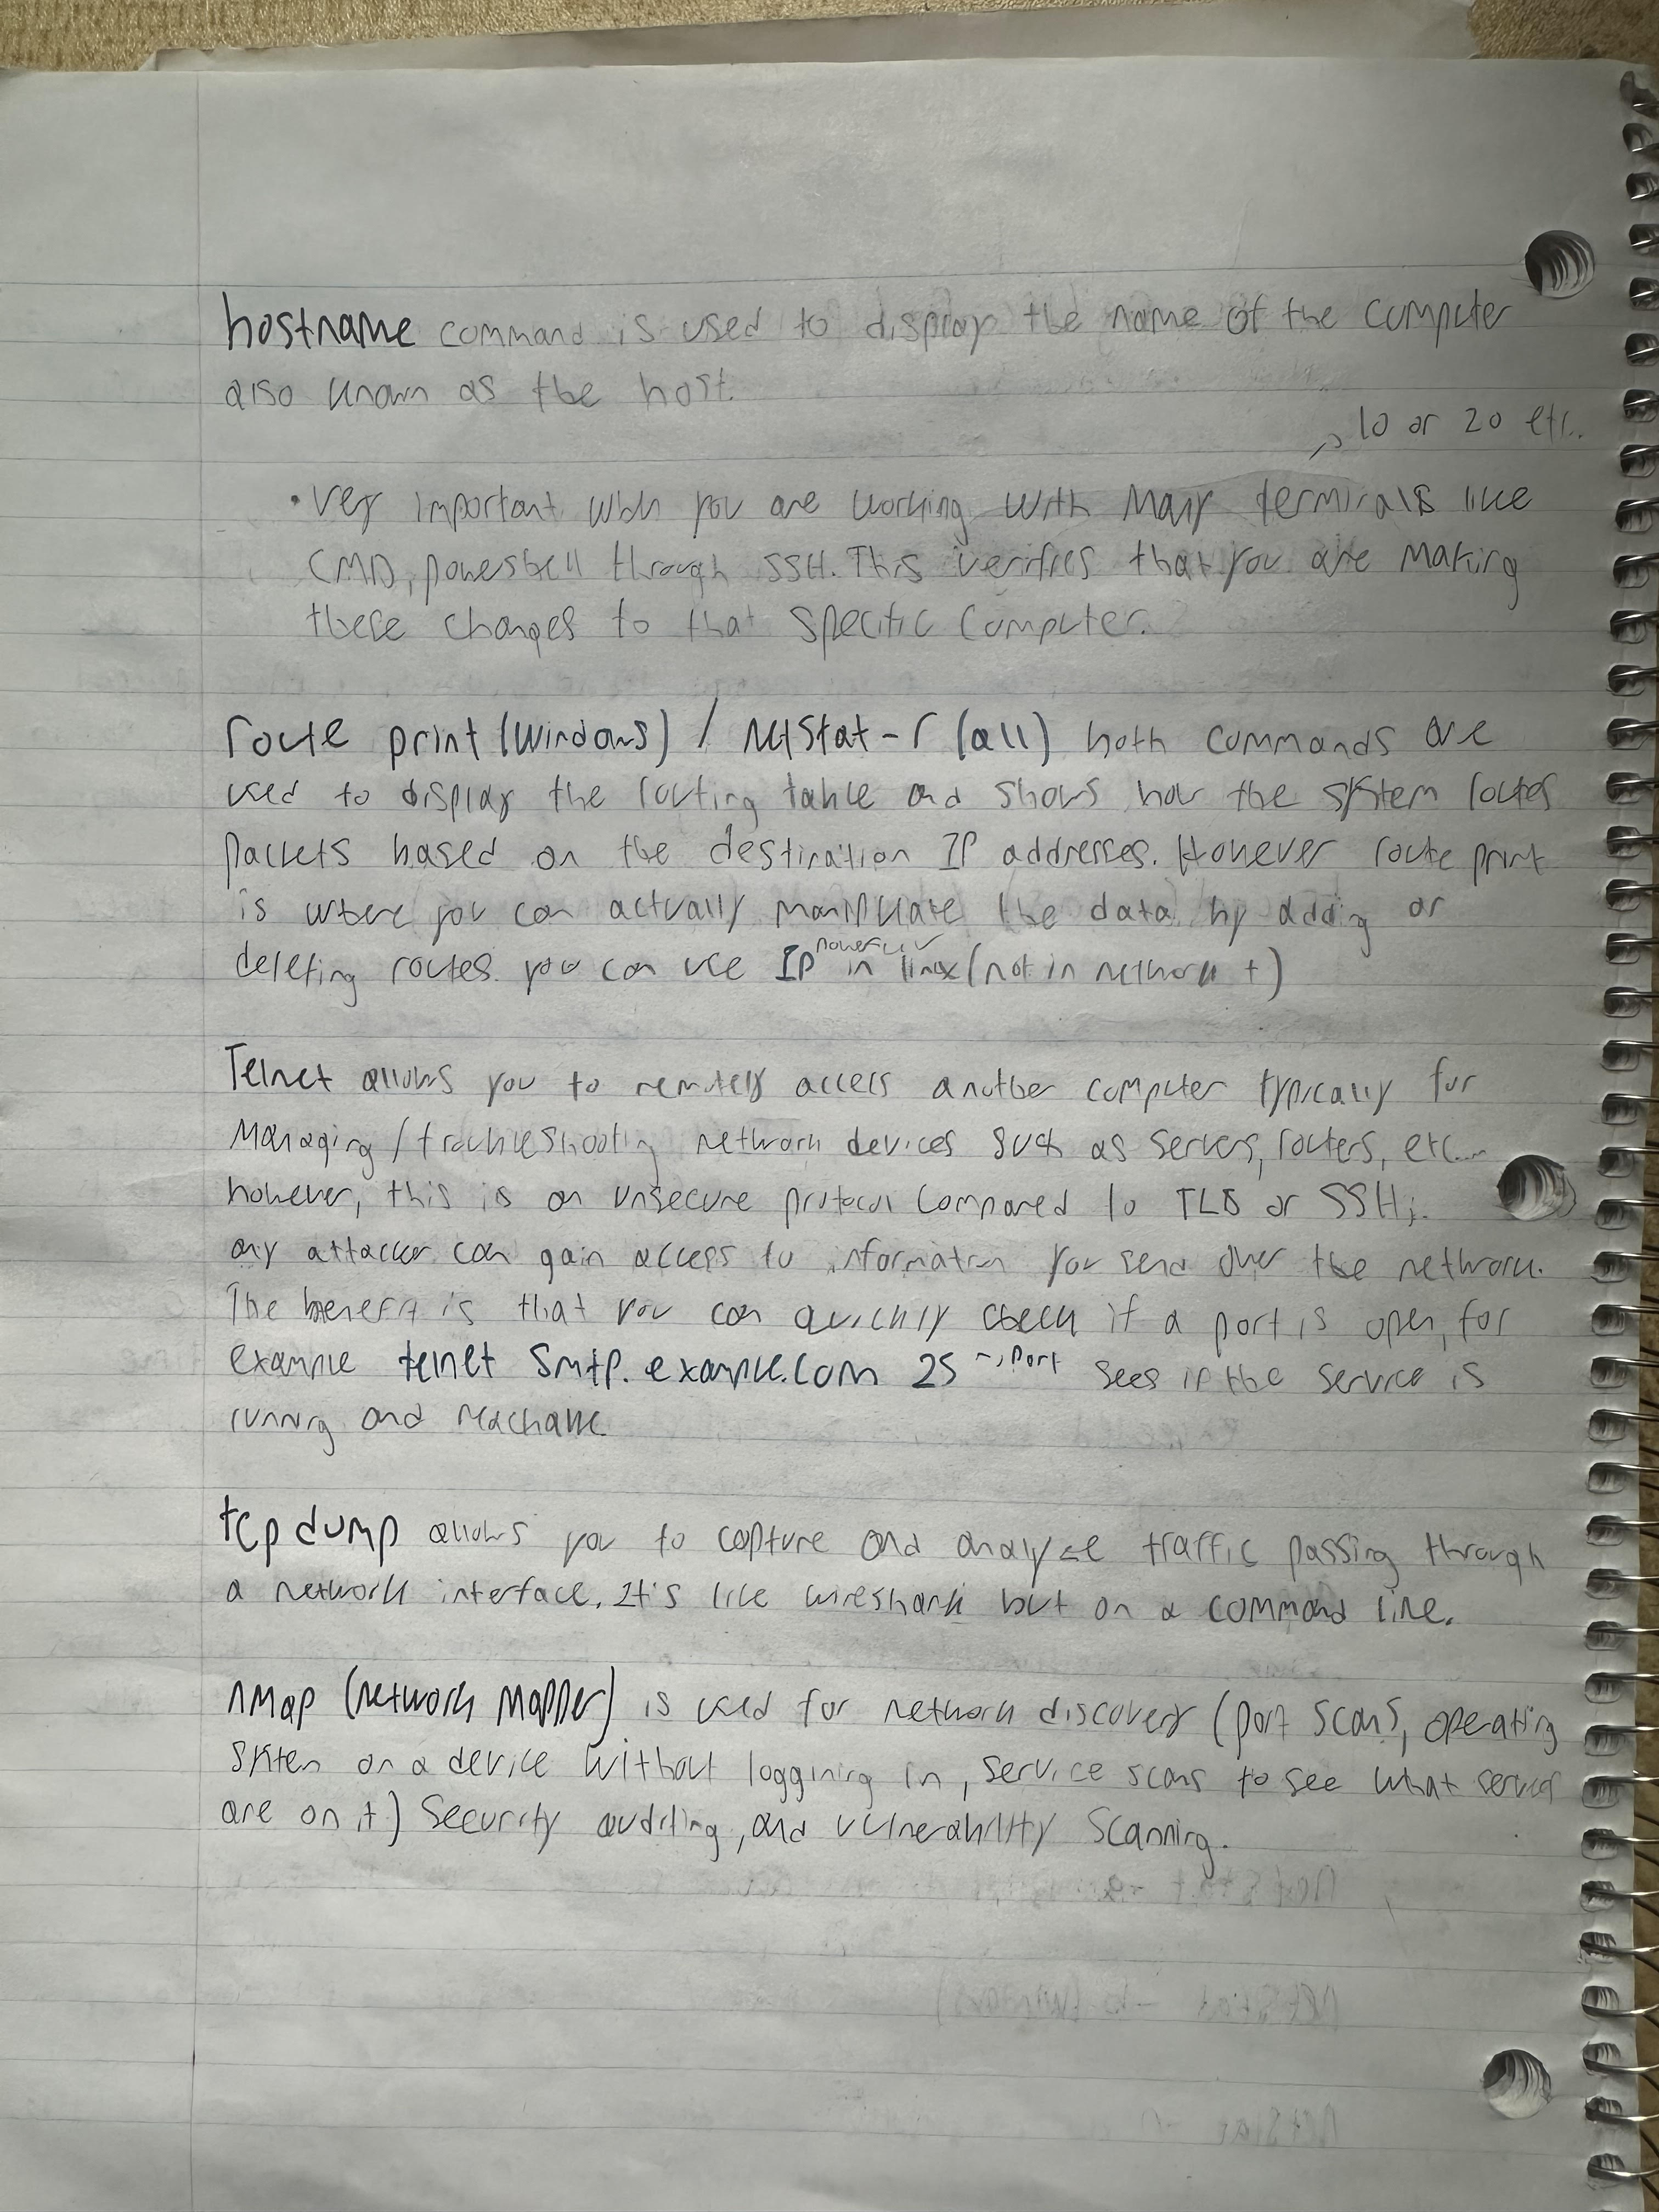 hostname command is used to display the name of the computer
also known as the host.
10 or 20 etc..
• very important when you are working with many terminals like
CMD, powershell through SSH. This verifies that you are making
these changes to that specific computer.
route print (windows) / netstat -r (all) both commands are
used to display the routing table and shows how the system routes
packets based on the destination IP addresses. However route print
is where you can actually manipulate the data by adding or
powerful
deleting routes. you can use IP in linux (not in network +)
Telnet allows you to remotely access another computer typically for
managing/troubleshooting network devices such as servers, routers, etc...
however, this is an unsecure protocol compared to TLS or SSH;
any attacker can gain access to information you send over the network.
The benefit is that you can quickly check if a port is open, for
example telnet smtp.example.com 25 ~> port sees if the service is
running and reachable
tcp dump allows you to capture and analyze traffic passing through
a network interface. It's like wireshark but on a command line.
nmap (network mapper) is used for network discovery (port scans, operating
system on a device without loggining in, service scans to see what services
are on it) security auditing, and vulnerability scanning.